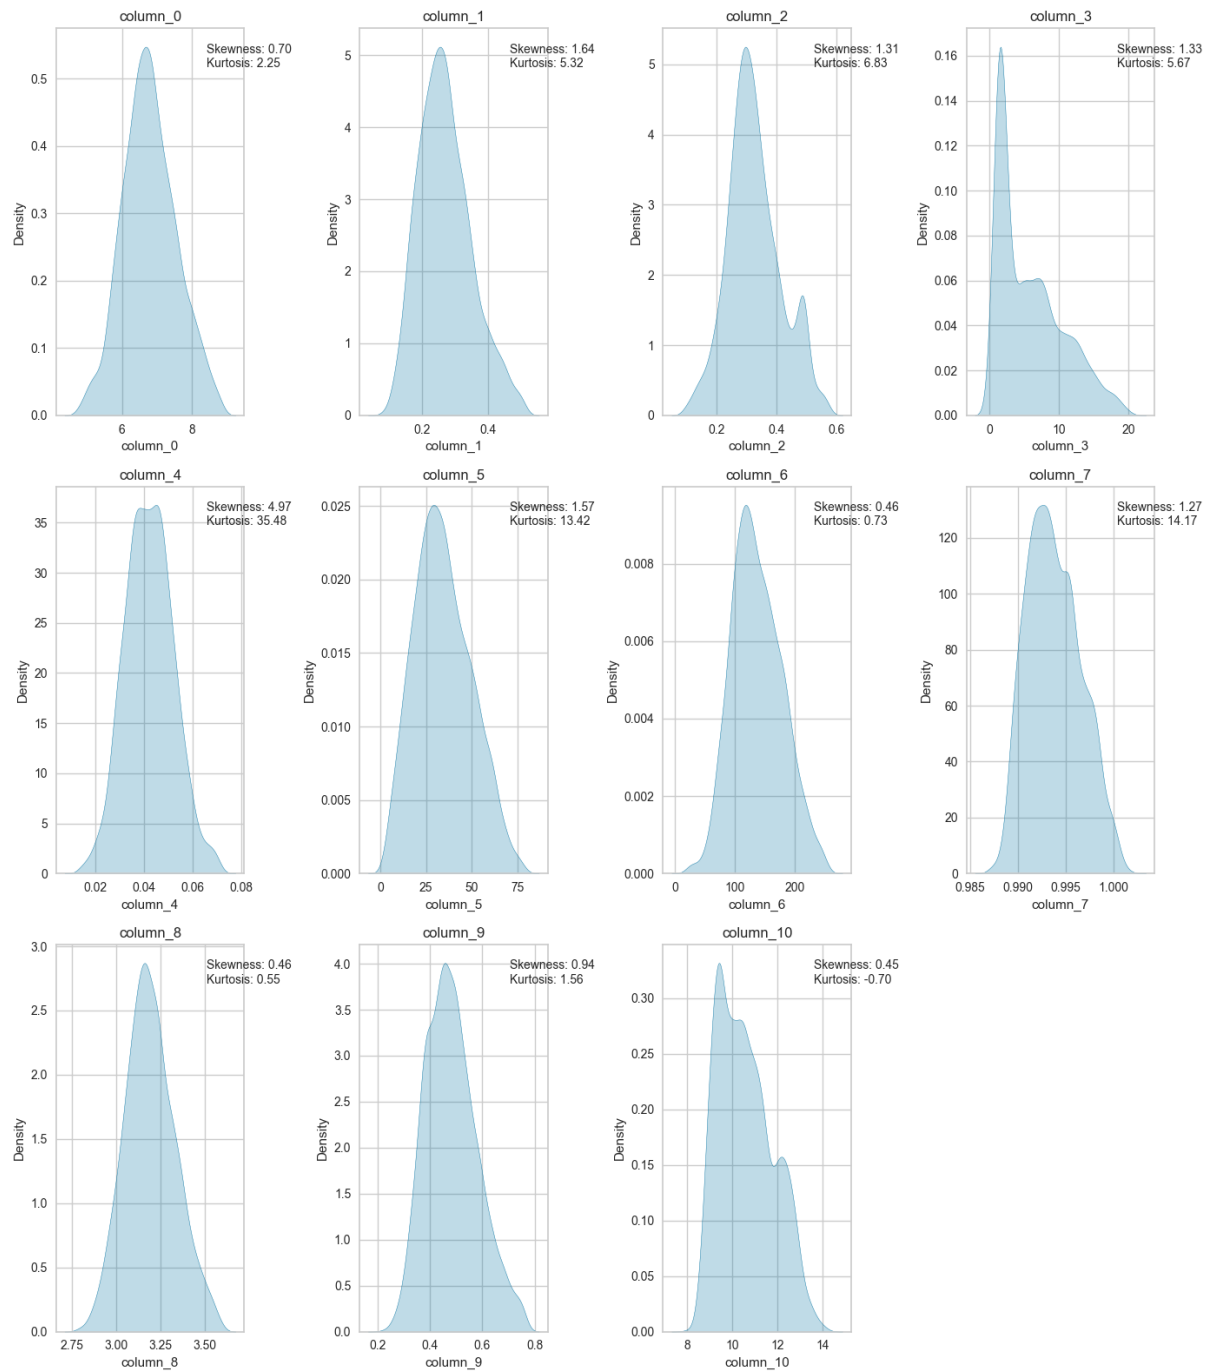 column_0
Skewness: 0.70
Kurtosis: 2.25
0.5
0.4
0.3
0.2
0.1
0.0
Density
6
8
column_0
column_1
Skewness: 1.64
Kurtosis: 5.32
5
4
3
2
1
0
Density
0.2
0.4
column_1
column_2
Skewness: 1.31
Kurtosis: 6.83
5
4
3
2
1
0
Density
0.2
0.4
0.6
column_2
column_3
Skewness: 1.33
Kurtosis: 5.67
0.16
0.14
0.12
0.10
0.08
0.06
0.04
0.02
0.00
Density
0
10
20
column_3
column_4
Skewness: 4.97
Kurtosis: 35.48
35
30
25
20
15
10
5
0
Density
0.02
0.04
0.06
0.08
column_4
column_5
Skewness: 1.57
Kurtosis: 13.42
0.025
0.020
0.015
0.010
0.005
0.000
Density
0
25
50
75
column_5
column_6
Skewness: 0.46
Kurtosis: 0.73
0.008
0.006
0.004
0.002
0.000
Density
0
100
200
column_6
column_7
Skewness: 1.27
Kurtosis: 14.17
120
100
80
60
40
20
0
Density
0.985
0.990
0.995
1.000
column_7
column_8
Skewness: 0.46
Kurtosis: 0.55
3.0
2.5
2.0
1.5
1.0
0.5
0.0
Density
2.75
3.00
3.25
3.50
column_8
column_9
Skewness: 0.94
Kurtosis: 1.56
4.0
3.5
3.0
2.5
2.0
1.5
1.0
0.5
0.0
Density
0.2
0.4
0.6
0.8
column_9
column_10
Skewness: 0.45
Kurtosis: -0.70
0.30
0.25
0.20
0.15
0.10
0.05
0.00
Density
8
10
12
14
column_10